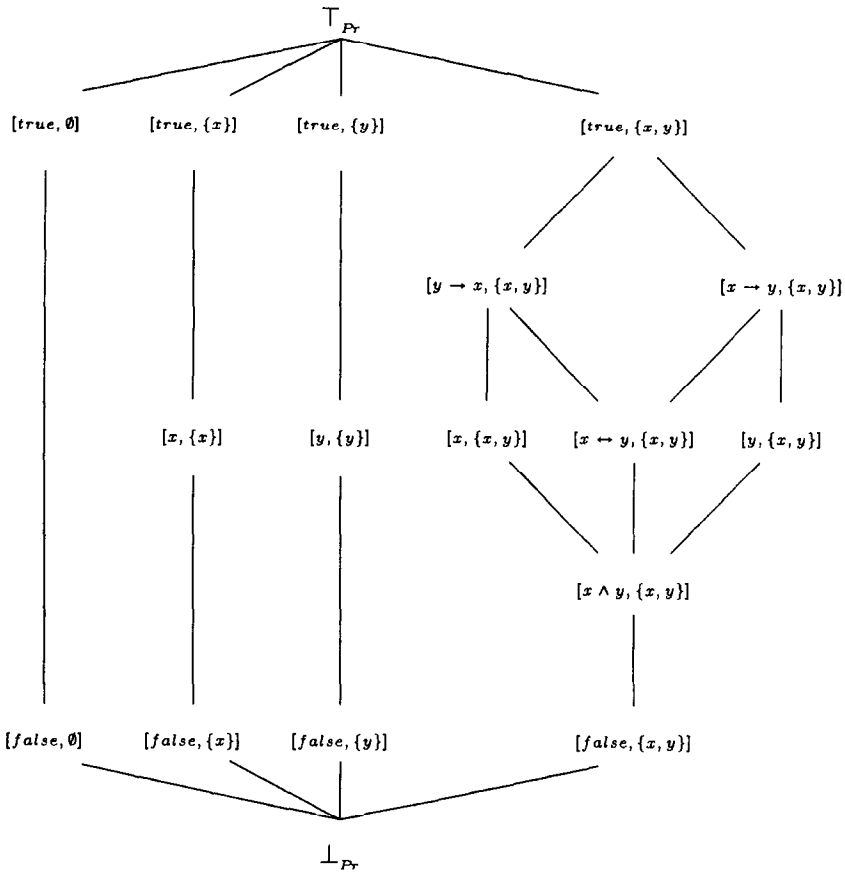 ⊤_Pr
[true, ∅] [true, {x}] [true, {y}] [true, {x, y}]
[y → x, {x, y}] [x → y, {x, y}]
[x, {x}] [y, {y}] [x, {x, y}] [x ↔ y, {x, y}] [y, {x, y}]
[x ∧ y, {x, y}]
[false, ∅] [false, {x}] [false, {y}] [false, {x, y}]
⊥_Pr